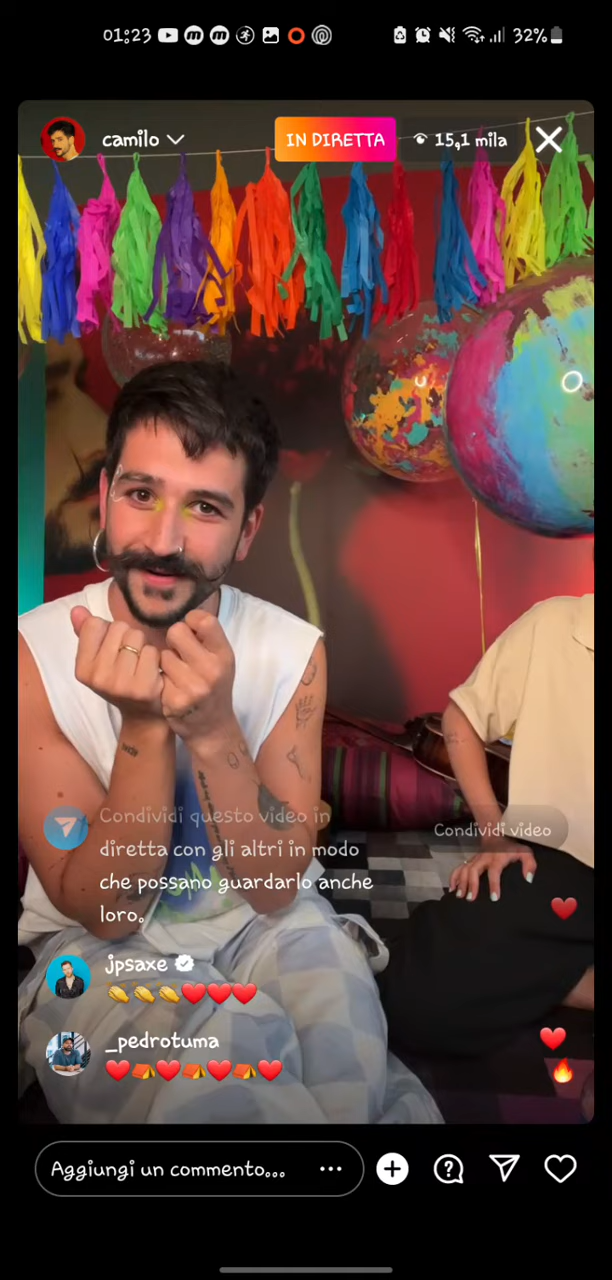 01:23
32%
camilo
IN DIRETTA
15,1 mila
Condividi questo video in
diretta con gli altri in modo
che possano guardarlo anche
loro.
Condividi video
jpsaxe
👏👏👏❤️❤️❤️
_pedrotuma
❤️⛺❤️⛺❤️⛺❤️
Aggiungi un commento...